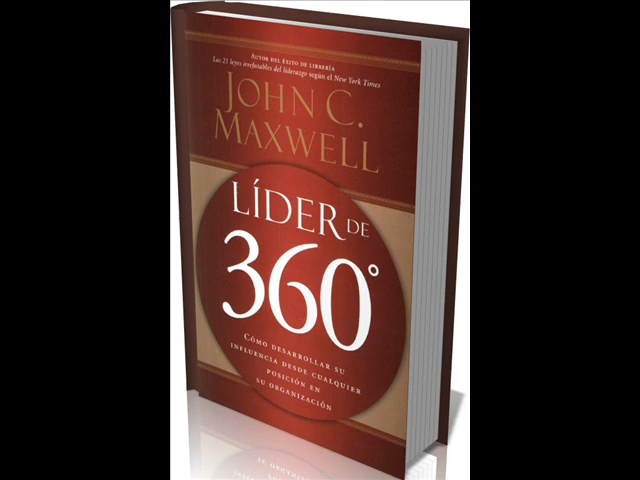 AUTOR DEL ÉXITO DE LIBRERÍA
Las 21 leyes irrefutables del liderazgo según el New York Times
JOHN C.
MAXWELL
LÍDER DE
360°
CÓMO DESARROLLAR SU
INFLUENCIA DESDE CUALQUIER
POSICIÓN EN
SU ORGANIZACIÓN